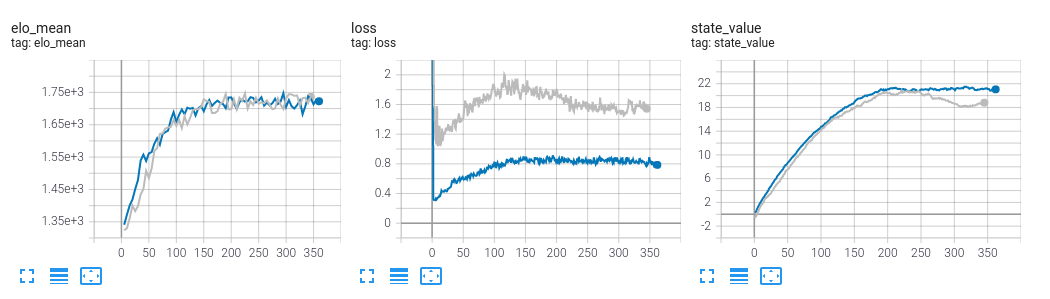 elo_mean
tag: elo_mean
1.75e+3
1.65e+3
1.55e+3
1.45e+3
1.35e+3
0 50 100 150 200 250 300 350
loss
tag: loss
2
1.6
1.2
0.8
0.4
0
0 50 100 150 200 250 300 350
state_value
tag: state_value
22
18
14
10
6
2
-2
0 50 100 150 200 250 300 350